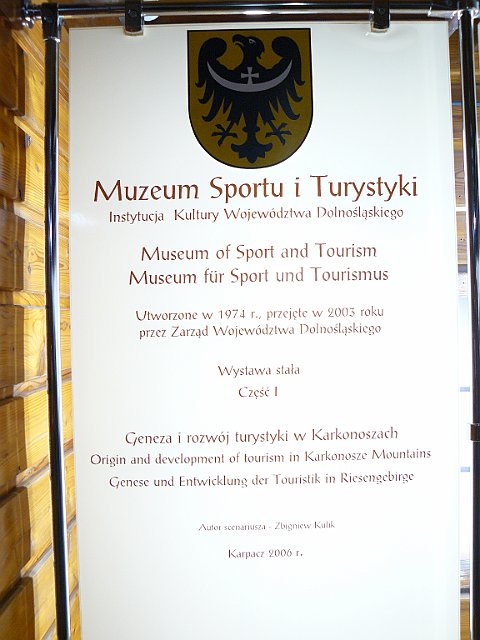 Muzeum Sportu i Turystyki
Instytucja Kultury Województwa Dolnośląskiego
Museum of Sport and Tourism
Museum für Sport und Tourismus
Utworzone w 1974 r., przejęte w 2003 roku
przez Zarząd Województwa Dolnośląskiego
Wystawa stała
Część I
Geneza i rozwój turystyki w Karkonoszach
Origin and development of tourism in Karkonosze Mountains
Genese und Entwicklung der Touristik in Riesengebirge
Autor scenariusza - Zbigniew Kulik
Karpacz 2006 r.